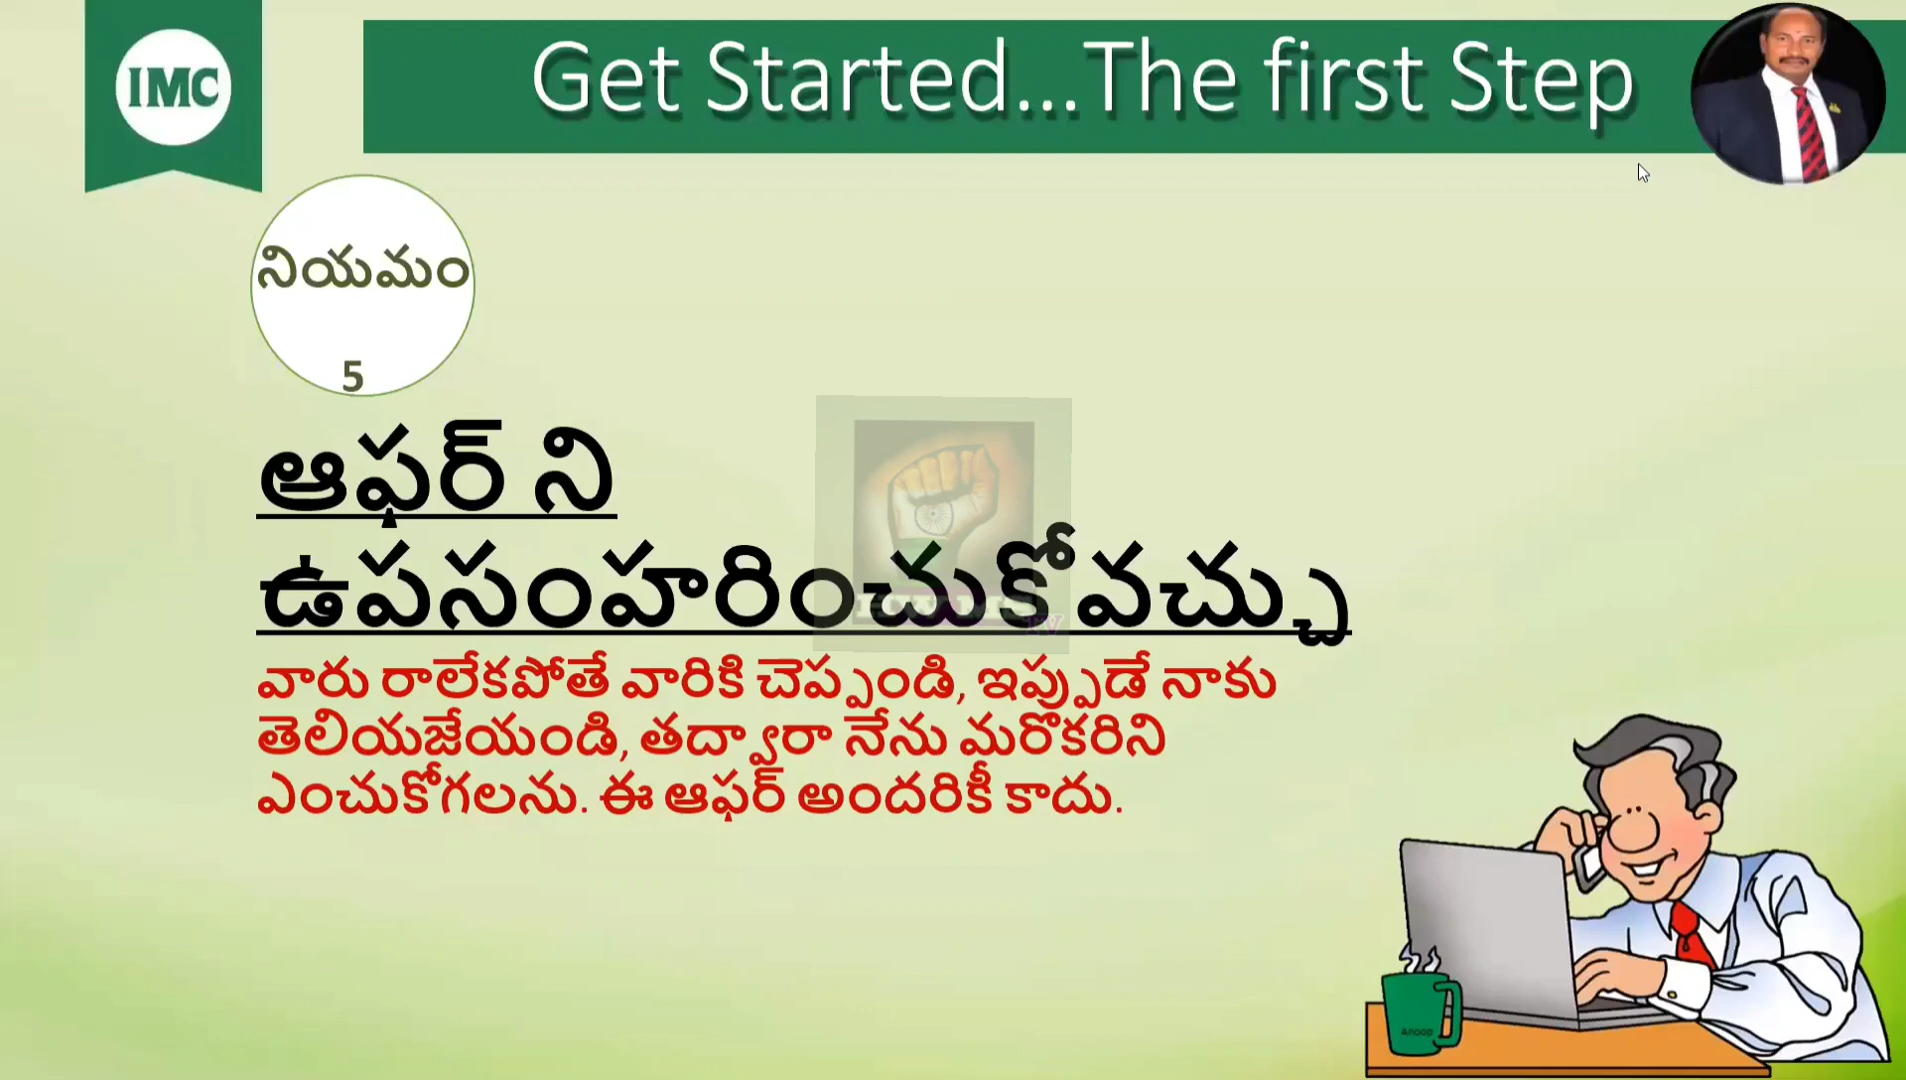 IMC
Get Started...The first Step
నియమం
5
ఆఫర్ ని
ఉపసంహరించుకోవచ్చు
వారు రాలేకపోతే వారికి చెప్పండి, ఇప్పుడే నాకు
తెలియజేయండి, తద్వారా నేను మరొకరిని
ఎంచుకోగలను. ఈ ఆఫర్ అందరికీ కాదు.
Anoop